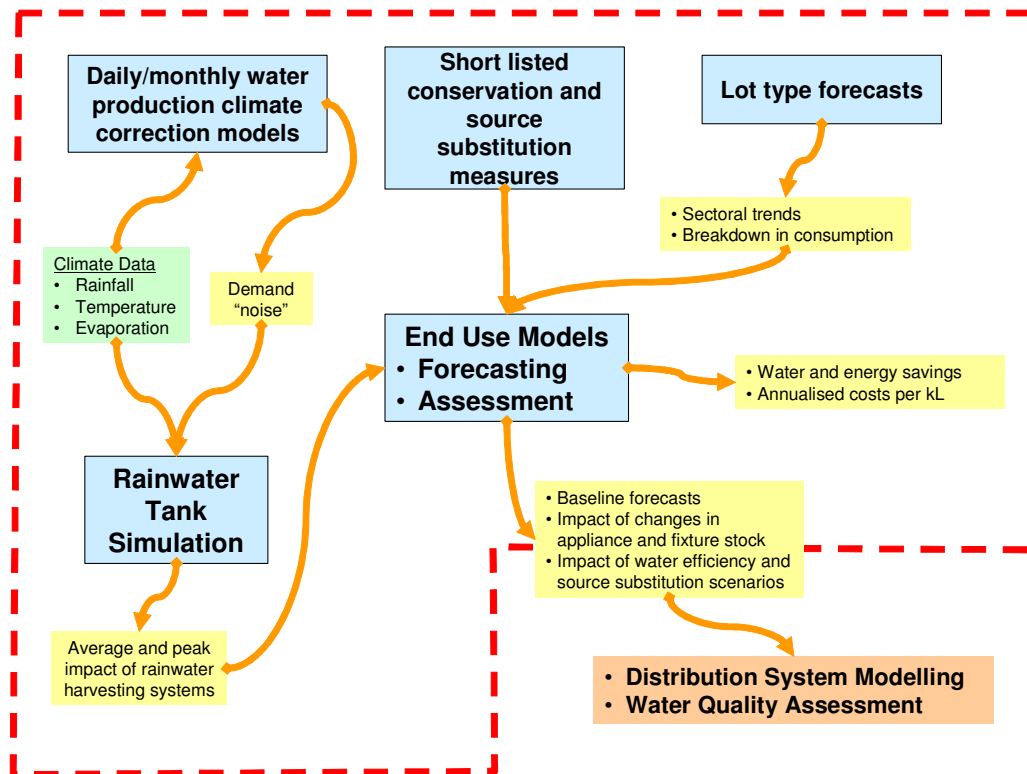 Daily/monthly water
production climate
correction models
Short listed
conservation and
source
substitution
measures
Lot type forecasts
• Sectoral trends
• Breakdown in consumption
Climate Data
• Rainfall
• Temperature
• Evaporation
Demand
“noise”
End Use Models
• Forecasting
• Assessment
• Water and energy savings
• Annualised costs per kL
Rainwater
Tank
Simulation
• Baseline forecasts
• Impact of changes in
appliance and fixture stock
• Impact of water efficiency and
source substitution scenarios
Average and peak
impact of rainwater
harvesting systems
• Distribution System Modelling
• Water Quality Assessment